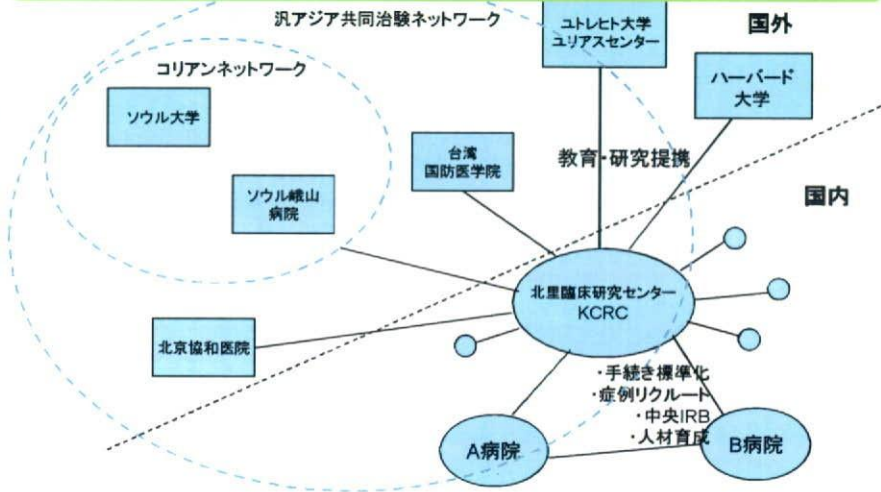 汎アジア共同治験ネットワーク
ユトレヒト大学
ユリアスセンター
国外
コリアンネットワーク
ハーバード
大学
ソウル大学
台湾
国防医学院
教育・研究提携
ソウル峨山
病院
国内
北里臨床研究センター
KCRC
北京協和医院
・手続き標準化
・症例リクルート
・中央IRB
・人材育成
A病院
B病院